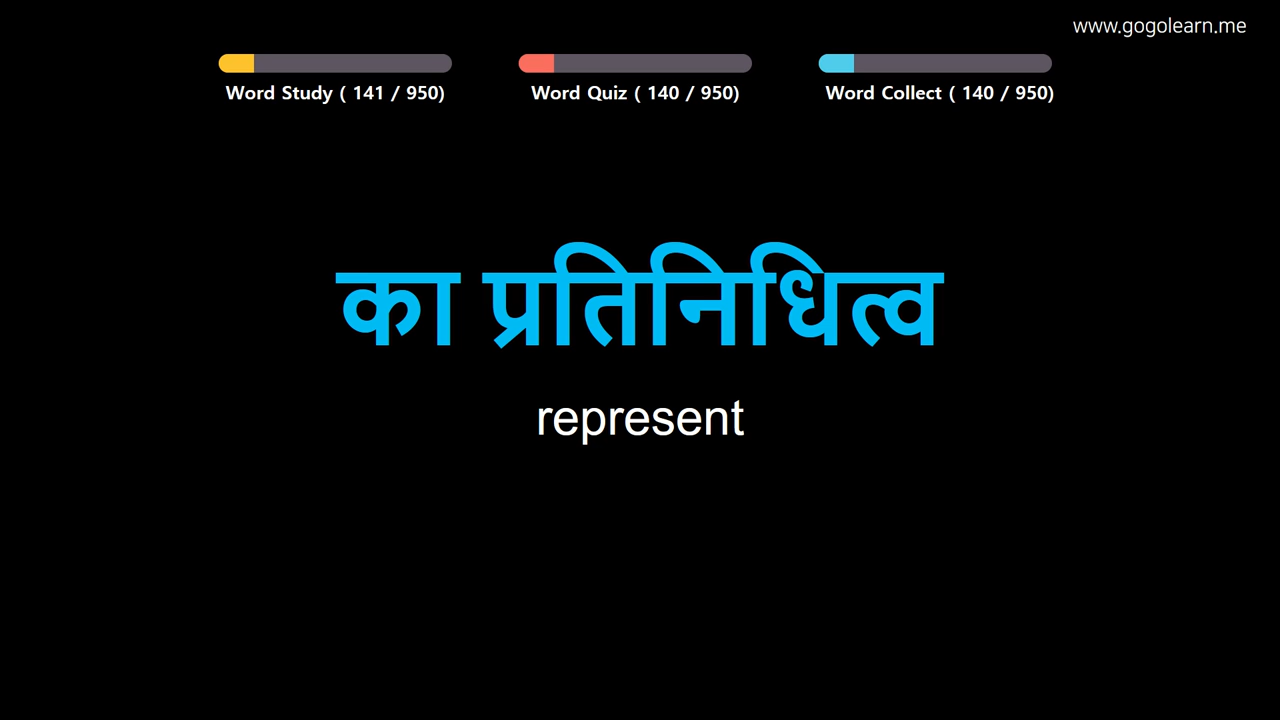 www.gogolearn.me
Word Study ( 141 / 950)
Word Quiz ( 140 / 950)
Word Collect ( 140 / 950)
का प्रतिनिधित्व
represent